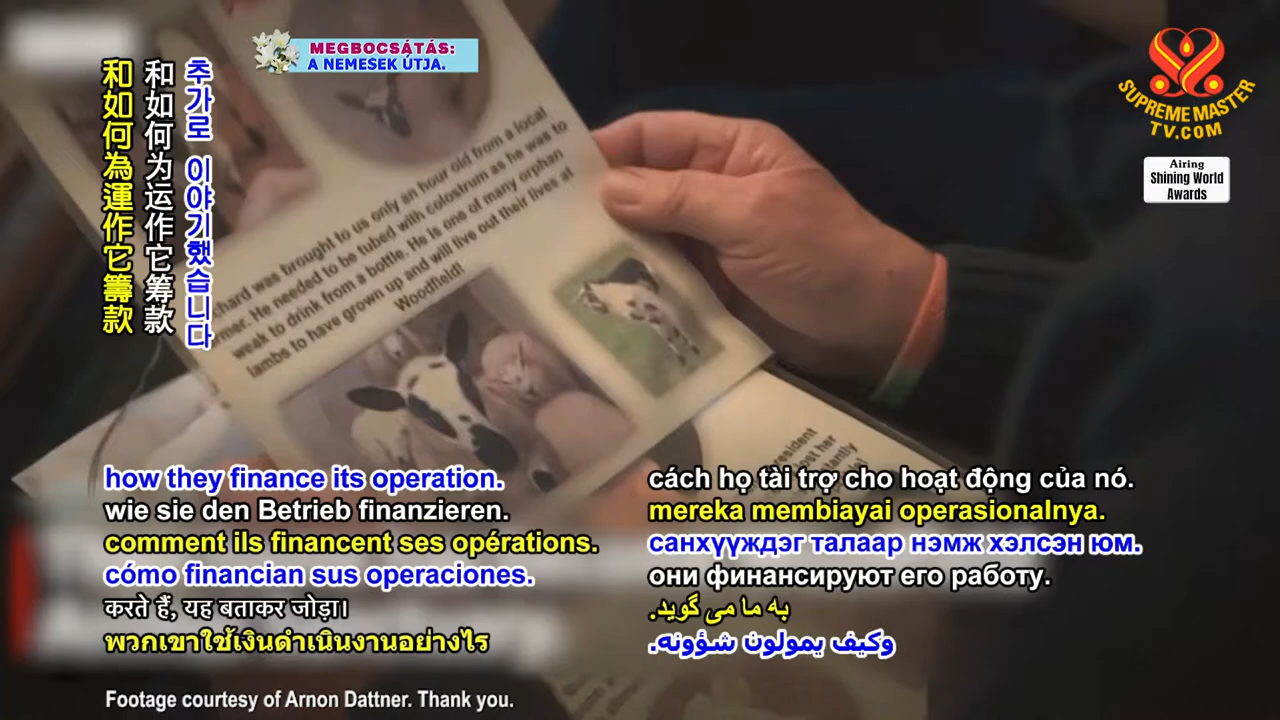 MEGBOCSÁTÁS:
A NEMESEK ÚTJA.
SUPREME MASTER
TV.COM
Airing
Shining World
Awards
추가로 이야기했습니다
和如何为运作它筹款
和如何為運作它籌款
hard was brought to us only an hour old from a local
mer. He needed to be tubed with colostrum as he was to
weak to drink from a bottle. He is one of many orphan
lambs to have grown up and will live out their lives at
Woodfield!
resident
ost her
antly
how they finance its operation.
wie sie den Betrieb finanzieren.
comment ils financent ses opérations.
cómo financian sus operaciones.
करते हैं, यह बताकर जोड़ा।
พวกเขาใช้เงินดำเนินงานอย่างไร
cách họ tài trợ cho hoạt động của nó.
mereka membiayai operasionalnya.
санхүүждэг талаар нэмж хэлсэн юм.
они финансируют его работу.
به ما می گوید.
وكيف يمولون شؤونه.
Footage courtesy of Arnon Dattner. Thank you.